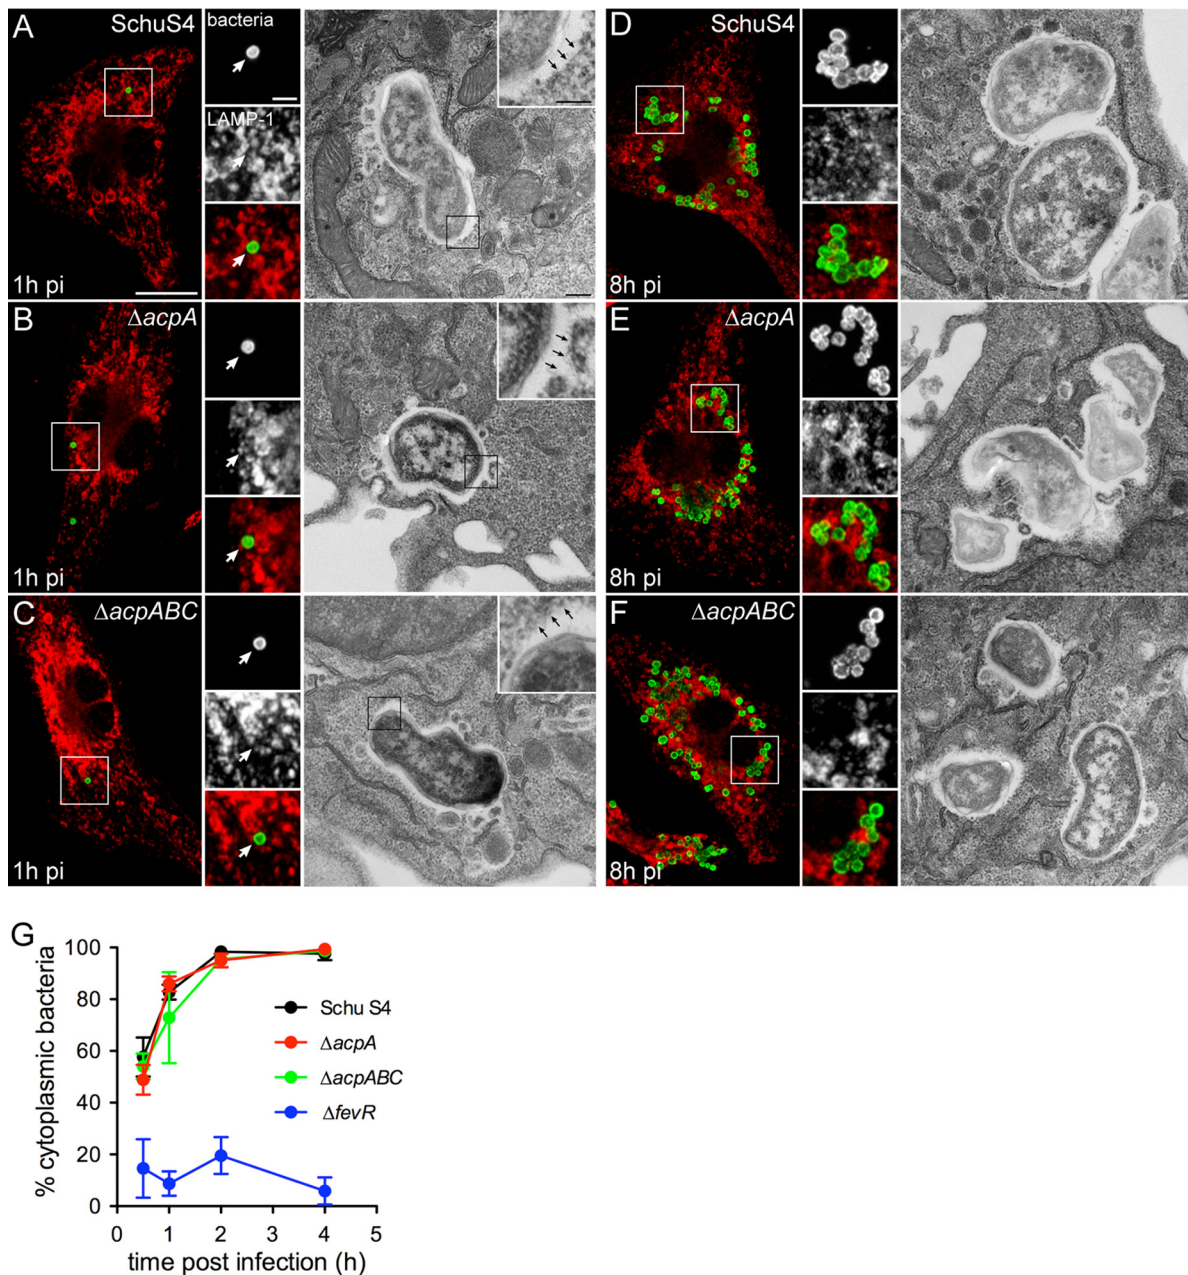 A SchuS4
bacteria
LAMP-1
1h pi
B ΔacpA
1h pi
C ΔacpABC
1h pi
D SchuS4
8h pi
E ΔacpA
8h pi
F ΔacpABC
8h pi
G
% cytoplasmic bacteria
100
80
60
40
20
0
0 1 2 3 4 5
time post infection (h)
Schu S4
ΔacpA
ΔacpABC
ΔfevR